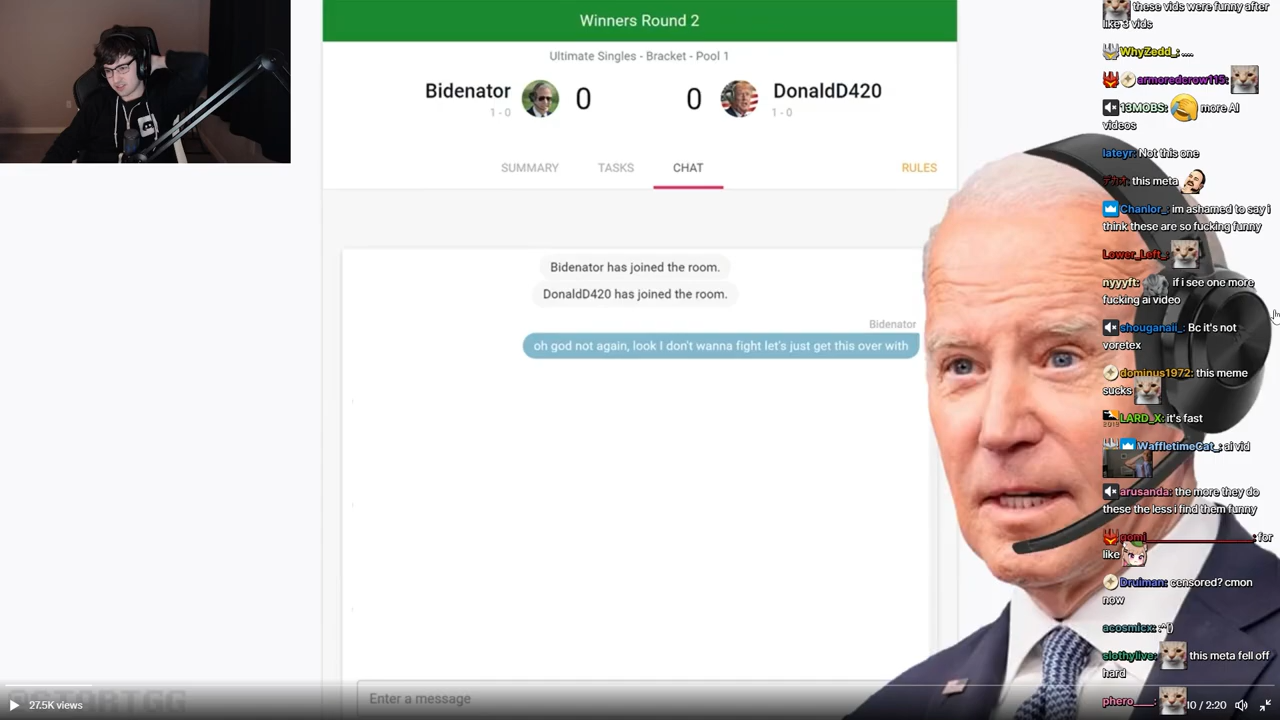 Winners Round 2
Ultimate Singles - Bracket - Pool 1
Bidenator 0 0 DonaldD420
1 - 0 1 - 0
SUMMARY TASKS CHAT RULES
Bidenator has joined the room.
DonaldD420 has joined the room.
Bidenator
oh god not again, look I don't wanna fight let's just get this over with
Enter a message
27.5K views
10 / 2:20
these vids were funny after
like 3 vids
WhyZedd_: ....
armoredcrow115:
13MOBS: more AI
videos
lateyr: Not this one
this meta
Chanlor_: im ashamed to say i
think these are so fucking funny
Lower_Left_:
nyyyft: if i see one more
fucking ai video
shouganaii_: Bc it's not
voretex
dominus1972: this meme
sucks
LARD_X: it's fast
WaffletimeCat_: ai vid
arusanda: the more they do
these the less i find them funny
for
like
Druiman: censored? cmon
now
acosmicx: :^[)
slothylive: this meta fell off
hard
phero___: